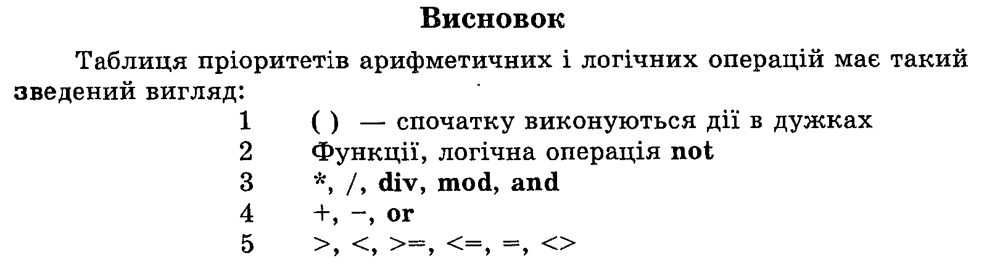 Висновок
Таблиця пріоритетів арифметичних і логічних операцій має такий
зведений вигляд:
1 ( ) — спочатку виконуються дії в дужках
2 Функції, логічна операція not
3 *, /, div, mod, and
4 +, −, or
5 >, <, >=, <=, =, <>